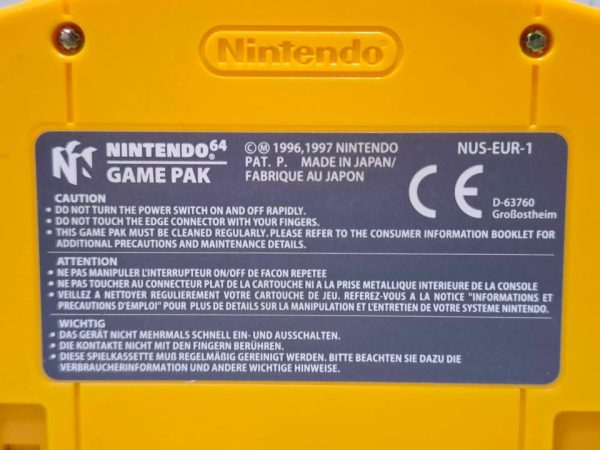 Nintendo
NINTENDO 64
GAME PAK
©Ⓜ 1996,1997 NINTENDO
PAT. P. MADE IN JAPAN/
FABRIQUE AU JAPON
NUS-EUR-1
CE
D-63760
Großostheim
CAUTION
• DO NOT TURN THE POWER SWITCH ON AND OFF RAPIDLY.
• DO NOT TOUCH THE EDGE CONNECTOR WITH YOUR FINGERS.
• THIS GAME PAK MUST BE CLEANED REGULARLY. PLEASE REFER TO THE CONSUMER INFORMATION BOOKLET FOR
ADDITIONAL PRECAUTIONS AND MAINTENANCE DETAILS.
ATTENTION
• NE PAS MANIPULER L'INTERRUPTEUR ON/OFF DE FACON REPETEE
• NE PAS TOUCHER AU CONNECTEUR PLAT DE LA CARTOUCHE NI A LA PRISE METALLIQUE INTERIEURE DE LA CONSOLE
• VEILLEZ A NETTOYER REGULIEREMENT VOTRE CARTOUCHE DE JEU. REFEREZ-VOUS A LA NOTICE "INFORMATIONS ET
PRECAUTIONS D'EMPLOI" POUR PLUS DE DETAILS SUR LA MANIPULATION ET L'ENTRETIEN DE VOTRE SYSTEME NINTENDO.
WICHTIG
• DAS GERÄT NICHT MEHRMALS SCHNELL EIN- UND AUSSCHALTEN.
• DIE KONTAKTE NICHT MIT DEN FINGERN BERÜHREN.
• DIESE SPIELKASSETTE MUß REGELMÄßIG GEREINIGT WERDEN. BITTE BEACHTEN SIE DAZU DIE
VERBRAUCHERINFORMATION UND ANDERE WICHTIGE HINWEISE.